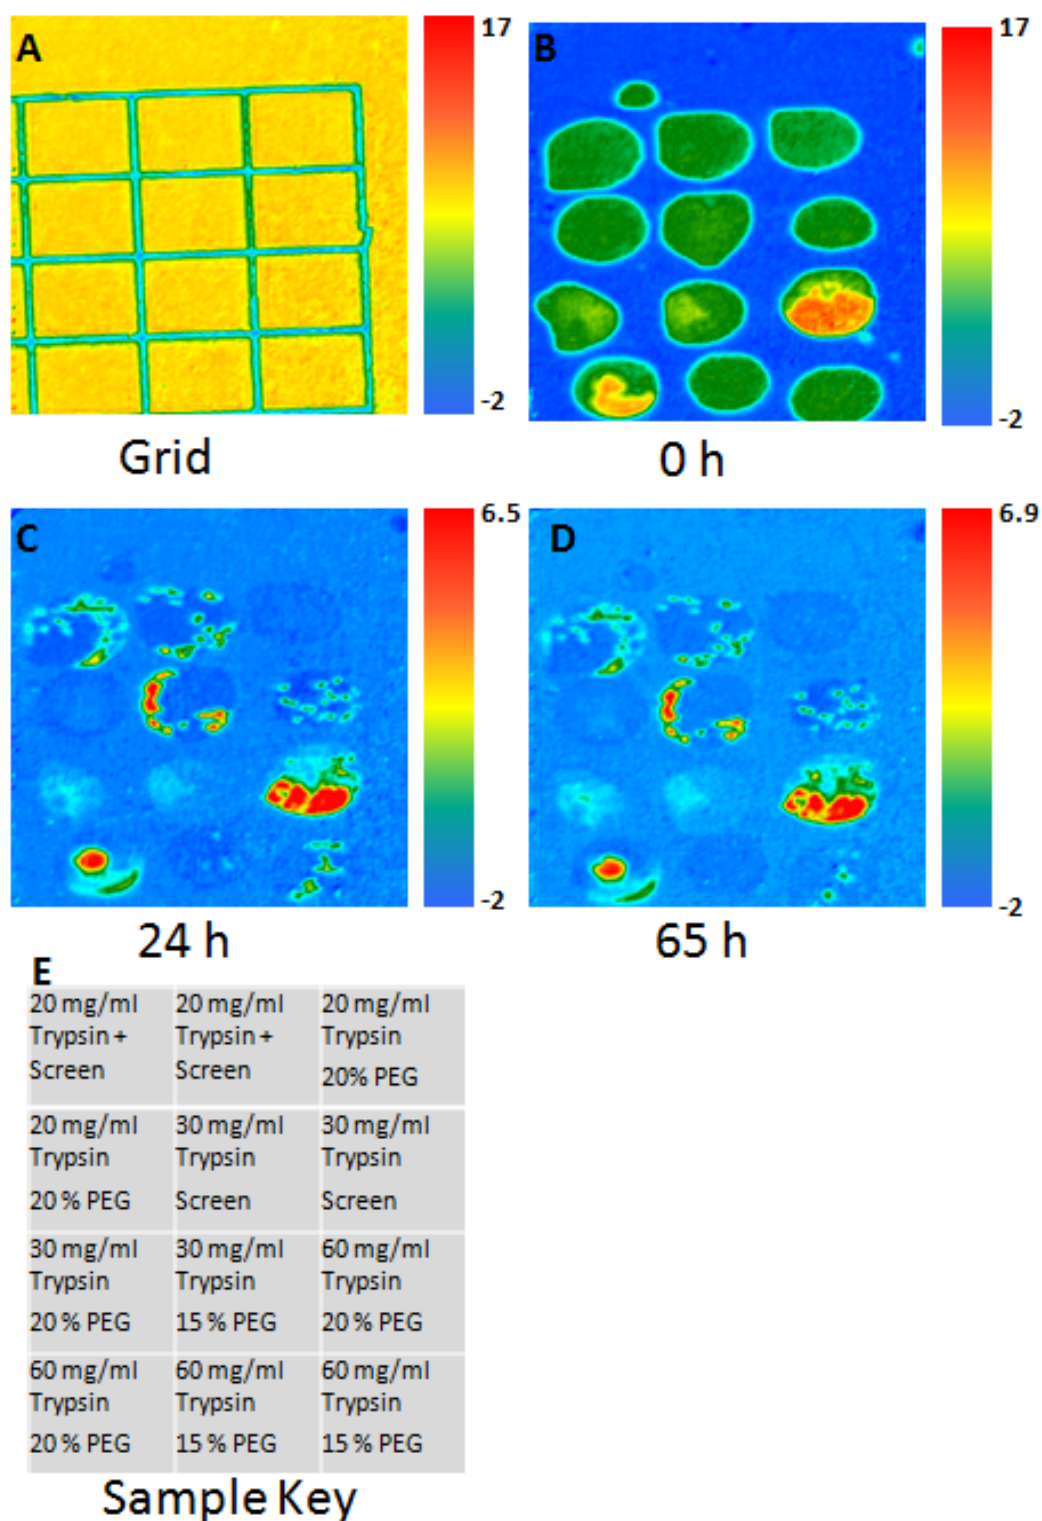 A
17
-2
Grid
B
17
-2
0 h
C
6.5
-2
24 h
D
6.9
-2
65 h
E
20 mg/ml
Trypsin +
Screen
20 mg/ml
Trypsin +
Screen
20 mg/ml
Trypsin
20% PEG
20 mg/ml
Trypsin
20 % PEG
30 mg/ml
Trypsin
Screen
30 mg/ml
Trypsin
Screen
30 mg/ml
Trypsin
20 % PEG
30 mg/ml
Trypsin
15 % PEG
60 mg/ml
Trypsin
20 % PEG
60 mg/ml
Trypsin
20 % PEG
60 mg/ml
Trypsin
15 % PEG
60 mg/ml
Trypsin
15 % PEG
Sample Key